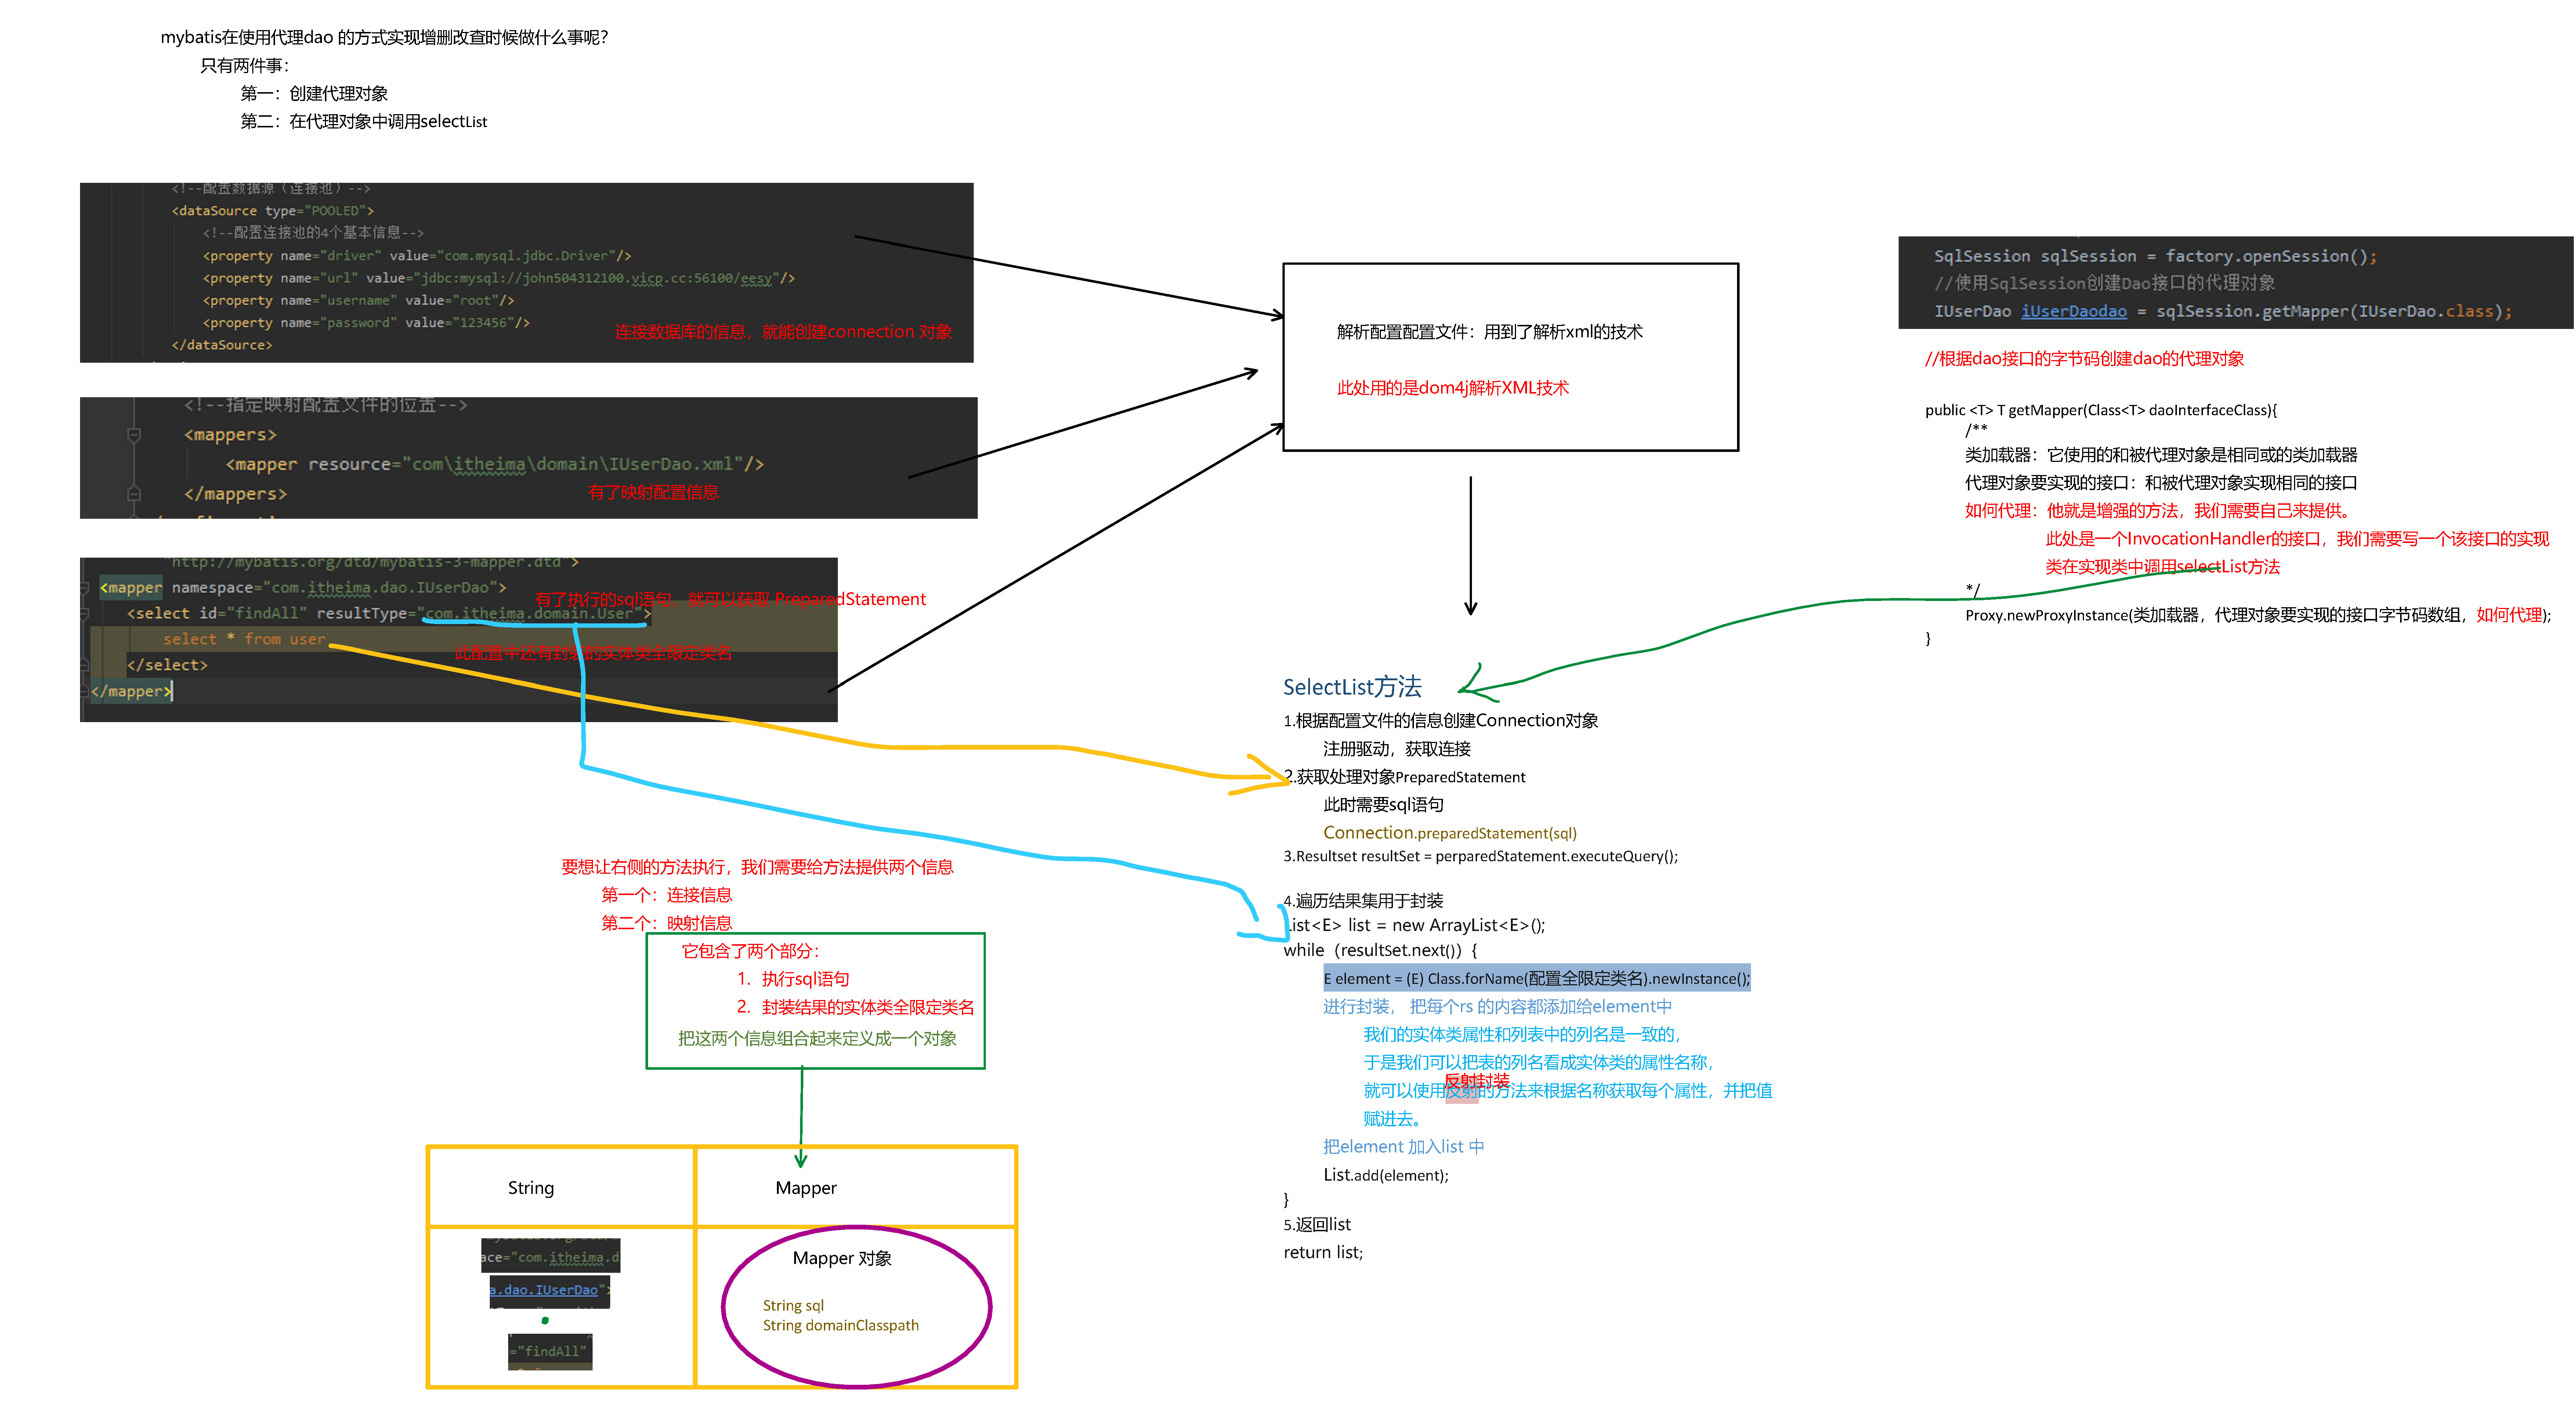 mybatis在使用代理dao 的方式实现增删改查时候做什么事呢?
只有两件事：
第一：创建代理对象
第二：在代理对象中调用selectList
<!--配置数据源（连接池）-->
<dataSource type="POOLED">
<!--配置连接池的4个基本信息-->
<property name="driver" value="com.mysql.jdbc.Driver"/>
<property name="url" value="jdbc:mysql://john504312100.vicp.cc:56100/eesy"/>
<property name="username" value="root"/>
<property name="password" value="123456"/>
</dataSource>
连接数据库的信息，就能创建connection 对象
<!--指定映射配置文件的位置-->
<mappers>
<mapper resource="com\itheima\domain\IUserDao.xml"/>
</mappers>
有了映射配置信息
"http://mybatis.org/dtd/mybatis-3-mapper.dtd">
<mapper namespace="com.itheima.dao.IUserDao">
<select id="findAll" resultType="com.itheima.domain.User">
select * from user
</select>
</mapper>
有了执行的sql语句，就可以获取 PreparedStatement
此配置中还有封装的实体类全限定类名
解析配置配置文件：用到了解析xml的技术
此处用的是dom4j解析XML技术
SqlSession sqlSession = factory.openSession();
//使用SqlSession创建Dao接口的代理对象
IUserDao iUserDaodao = sqlSession.getMapper(IUserDao.class);
//根据dao接口的字节码创建dao的代理对象
public <T> T getMapper(Class<T> daoInterfaceClass){
/**
类加载器：它使用的和被代理对象是相同或的类加载器
代理对象要实现的接口：和被代理对象实现相同的接口
如何代理：他就是增强的方法，我们需要自己来提供。
此处是一个InvocationHandler的接口，我们需要写一个该接口的实现
类在实现类中调用selectList方法
*/
Proxy.newProxyInstance(类加载器，代理对象要实现的接口字节码数组，如何代理);
}
SelectList方法
1.根据配置文件的信息创建Connection对象
注册驱动，获取连接
2.获取处理对象PreparedStatement
此时需要sql语句
Connection.preparedStatement(sql)
3.Resultset resultSet = perparedStatement.executeQuery();
4.遍历结果集用于封装
List<E> list = new ArrayList<E>();
while（resultSet.next()）{
E element = (E) Class.forName(配置全限定类名).newInstance();
进行封装， 把每个rs 的内容都添加给element中
我们的实体类属性和列表中的列名是一致的，
于是我们可以把表的列名看成实体类的属性名称，
反射封装
就可以使用反射的方法来根据名称获取每个属性，并把值
赋进去。
把element 加入list 中
List.add(element);
}
5.返回list
return list;
要想让右侧的方法执行，我们需要给方法提供两个信息
第一个：连接信息
第二个：映射信息
它包含了两个部分：
1. 执行sql语句
2. 封装结果的实体类全限定类名
把这两个信息组合起来定义成一个对象
String
Mapper
ace="com.itheima.d
a.dao.IUserDao">
="findAll"
Mapper 对象
String sql
String domainClasspath